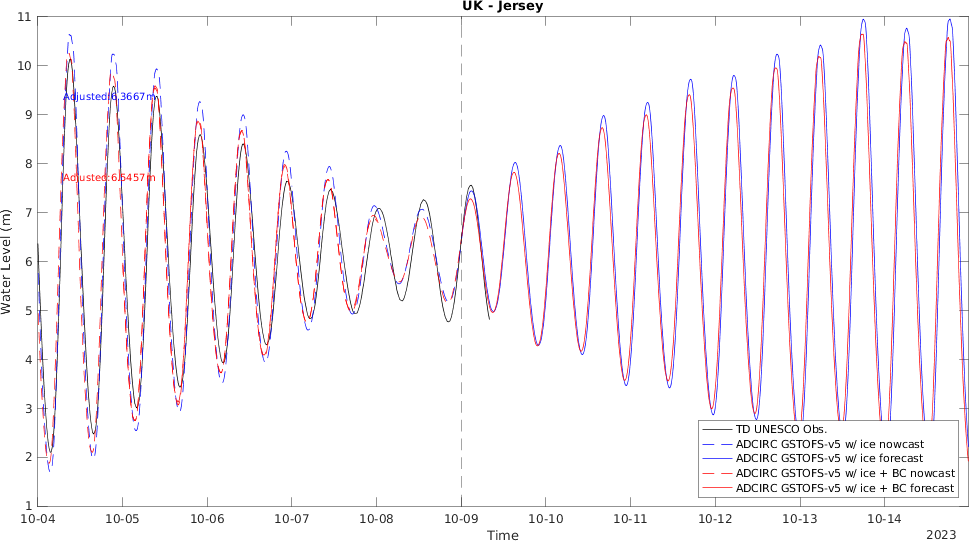 UK - Jersey
11
10
9
8
7
6
5
4
3
2
1
Water Level (m)
Adjusted:6.3667m
Adjusted:6.5457m
TD UNESCO Obs.
ADCIRC GSTOFS-v5 w/ ice nowcast
ADCIRC GSTOFS-v5 w/ ice forecast
ADCIRC GSTOFS-v5 w/ ice + BC nowcast
ADCIRC GSTOFS-v5 w/ ice + BC forecast
10-04 10-05 10-06 10-07 10-08 10-09 10-10 10-11 10-12 10-13 10-14
Time
2023